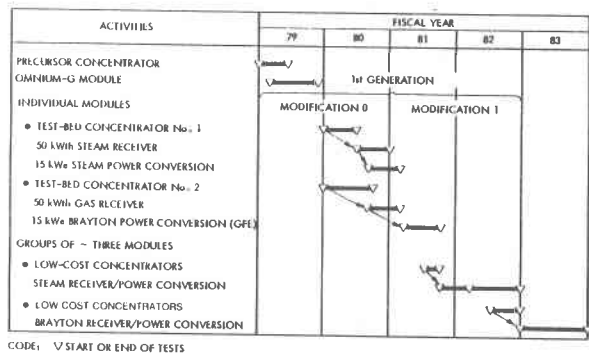 ACTIVITIES
FISCAL YEAR
79 80 81 82 83
PRECURSOR CONCENTRATOR
OMNIUM-G MODULE
1st GENERATION
INDIVIDUAL MODULES
MODIFICATION 0 MODIFICATION 1
• TEST-BED CONCENTRATOR No. 1
50 kWth STEAM RECEIVER
15 kWe STEAM POWER CONVERSION
• TEST-BED CONCENTRATOR No. 2
50 kWth GAS RECEIVER
15 kWe BRAYTON POWER CONVERSION (GFE)
GROUPS OF ~ THREE MODULES
• LOW-COST CONCENTRATORS
STEAM RECEIVER/POWER CONVERSION
• LOW COST CONCENTRATORS
BRAYTON RECEIVER/POWER CONVERSION
CODE: ▽ START OR END OF TESTS